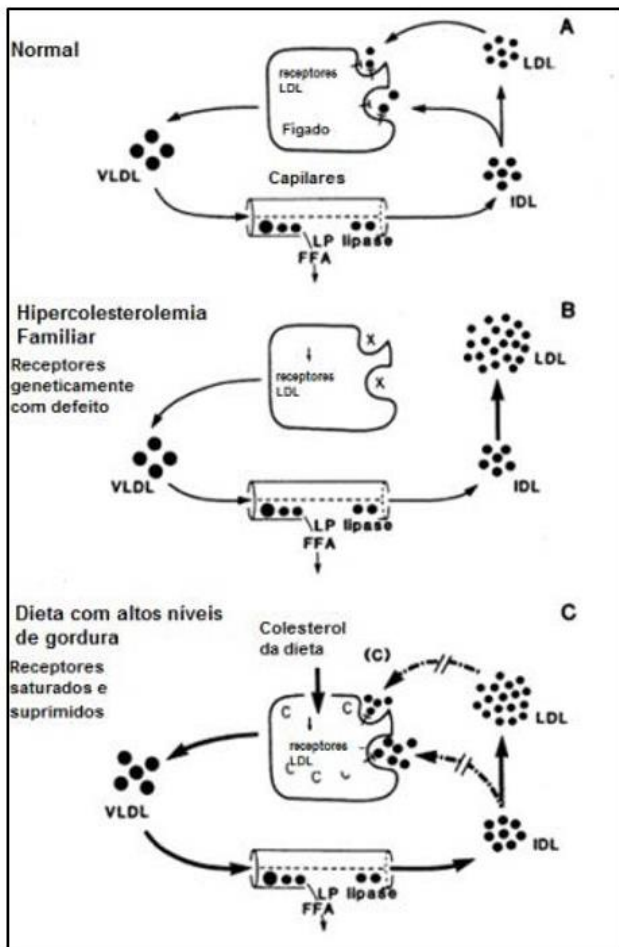 Normal
A
receptores
LDL
Figado
LDL
VLDL
IDL
Capilares
LP lipase
FFA
Hipercolesterolemia
Familiar
B
Receptores
geneticamente
com defeito
X
receptores
LDL
X
LDL
VLDL
IDL
LP lipase
FFA
Dieta com altos níveis
de gordura
C
Receptores
saturados e
suprimidos
Colesterol
da dieta
(C)
C
C
receptores
LDL
C
C
C
LDL
VLDL
IDL
LP lipase
FFA